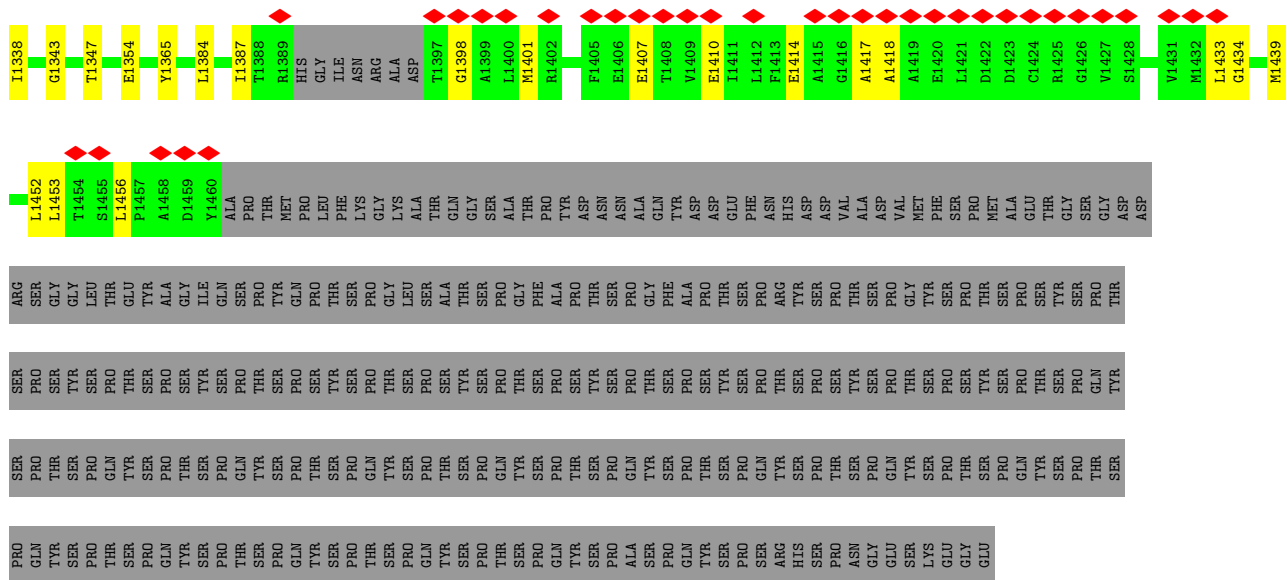 I1338 G1343 T1347 E1354 Y1365 L1384 I1387 T1388 R1389 HIS GLY ILE ASN ARG ALA ASP T1397 G1398 A1399 L1400 M1401 R1402 F1405 E1406 E1407 T1408 V1409 E1410 I1411 L1412 F1413 E1414 A1415 G1416 A1417 A1418 A1419 E1420 L1421 D1422 D1423 C1424 R1425 G1426 V1427 S1428 V1431 M1432 L1433 G1434 M1439
L1452 L1453 T1454 S1455 L1456 P1457 A1458 D1459 Y1460 ALA PRO THR MET PRO LEU PHE LYS GLY LYS ALA THR GLN GLY SER ALA THR PRO TYR ASP ASN ASN ALA GLN TYR ASP ASP GLU PHE ASN HIS ASP ASP VAL ALA ASP VAL MET PHE SER PRO MET ALA GLU THR GLY SER GLY ASP ASP
ARG SER GLY GLY LEU THR GLU TYR ALA GLY ILE GLN SER PRO TYR GLN PRO THR SER PRO GLY LEU SER ALA THR SER PRO GLY PHE ALA PRO THR SER PRO GLY PHE ALA PRO THR SER PRO ARG TYR SER PRO THR SER PRO GLY TYR SER PRO THR SER PRO SER TYR SER PRO THR
SER PRO SER TYR SER PRO THR SER PRO SER TYR SER PRO THR SER PRO SER TYR SER PRO THR GLY LEU SER PRO SER TYR SER PRO THR SER PHE SER PRO SER TYR SER PRO THR SER PRO SER TYR SER PRO THR SER PRO SER TYR SER PRO THR SER PRO SER TYR SER PRO THR SER PRO GLN TYR
SER PRO THR SER PRO GLN TYR SER PRO THR SER PRO GLN TYR SER PRO THR SER PRO GLN TYR SER PRO THR SER PRO GLN TYR SER PRO THR SER PRO GLN TYR SER PRO THR SER PRO GLN TYR HIS SER PRO THR SER PRO GLN TYR LYS SER PRO THR SER PRO GLN TYR SER PRO THR SER
PRO GLN TYR SER PRO THR SER PRO GLN TYR SER PRO THR SER PRO GLN TYR SER PRO THR SER PRO GLN TYR SER PRO THR SER PRO GLN TYR SER PRO ALA SER PRO GLN TYR SER PRO SER ARG HIS SER PRO ASN GLY GLU SER LYS GLU GLY GLU